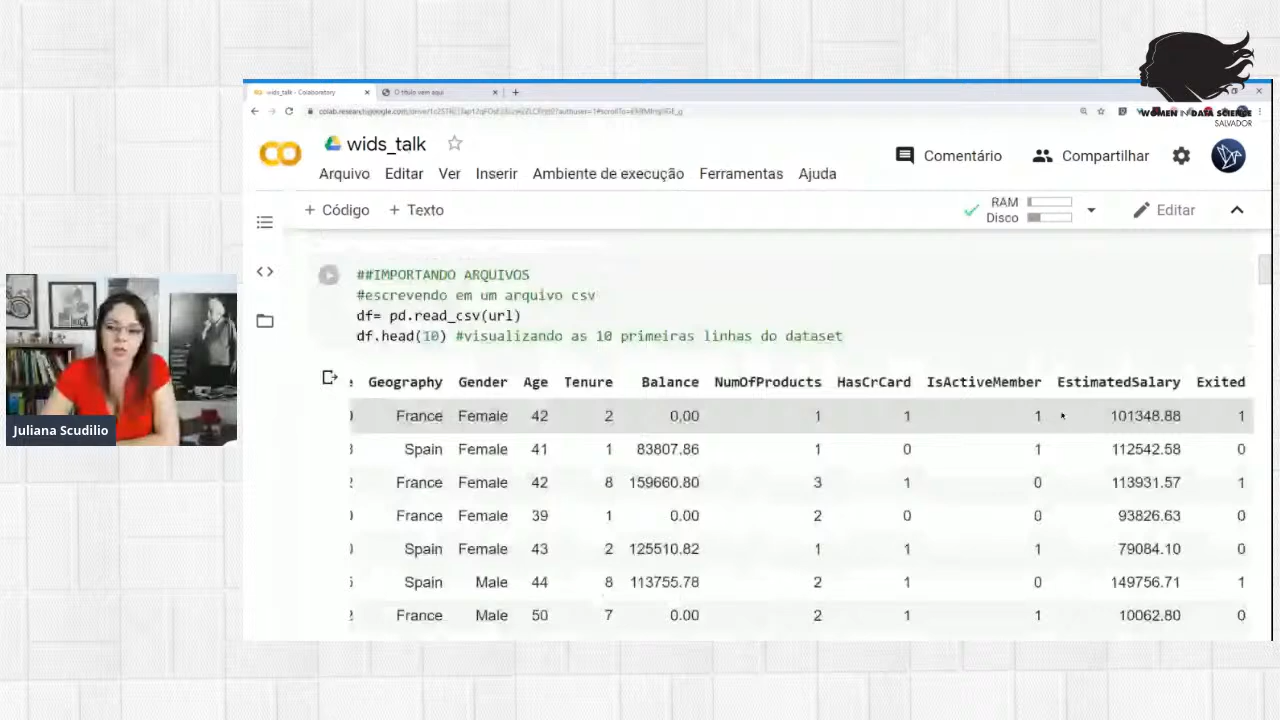 WOMEN IN DATA SCIENCE
SALVADOR
wids_talk - Colaboratory
O título vem aqui
wids_talk
Comentário
Compartilhar
Arquivo
Editar
Ver
Inserir
Ambiente de execução
Ferramentas
Ajuda
+ Código
+ Texto
RAM
Disco
Editar
##IMPORTANDO ARQUIVOS
#escrevendo em um arquivo csv
df= pd.read_csv(url)
df.head(10) #visualizando as 10 primeiras linhas do dataset
Geography Gender Age Tenure Balance NumOfProducts HasCrCard IsActiveMember EstimatedSalary Exited
France Female 42 2 0.00 1 1 1 101348.88 1
Spain Female 41 1 83807.86 1 0 1 112542.58 0
France Female 42 8 159660.80 3 1 0 113931.57 1
France Female 39 1 0.00 2 0 0 93826.63 0
Spain Female 43 2 125510.82 1 1 1 79084.10 0
Spain Male 44 8 113755.78 2 1 0 149756.71 1
France Male 50 7 0.00 2 1 1 10062.80 0
Juliana Scudilio